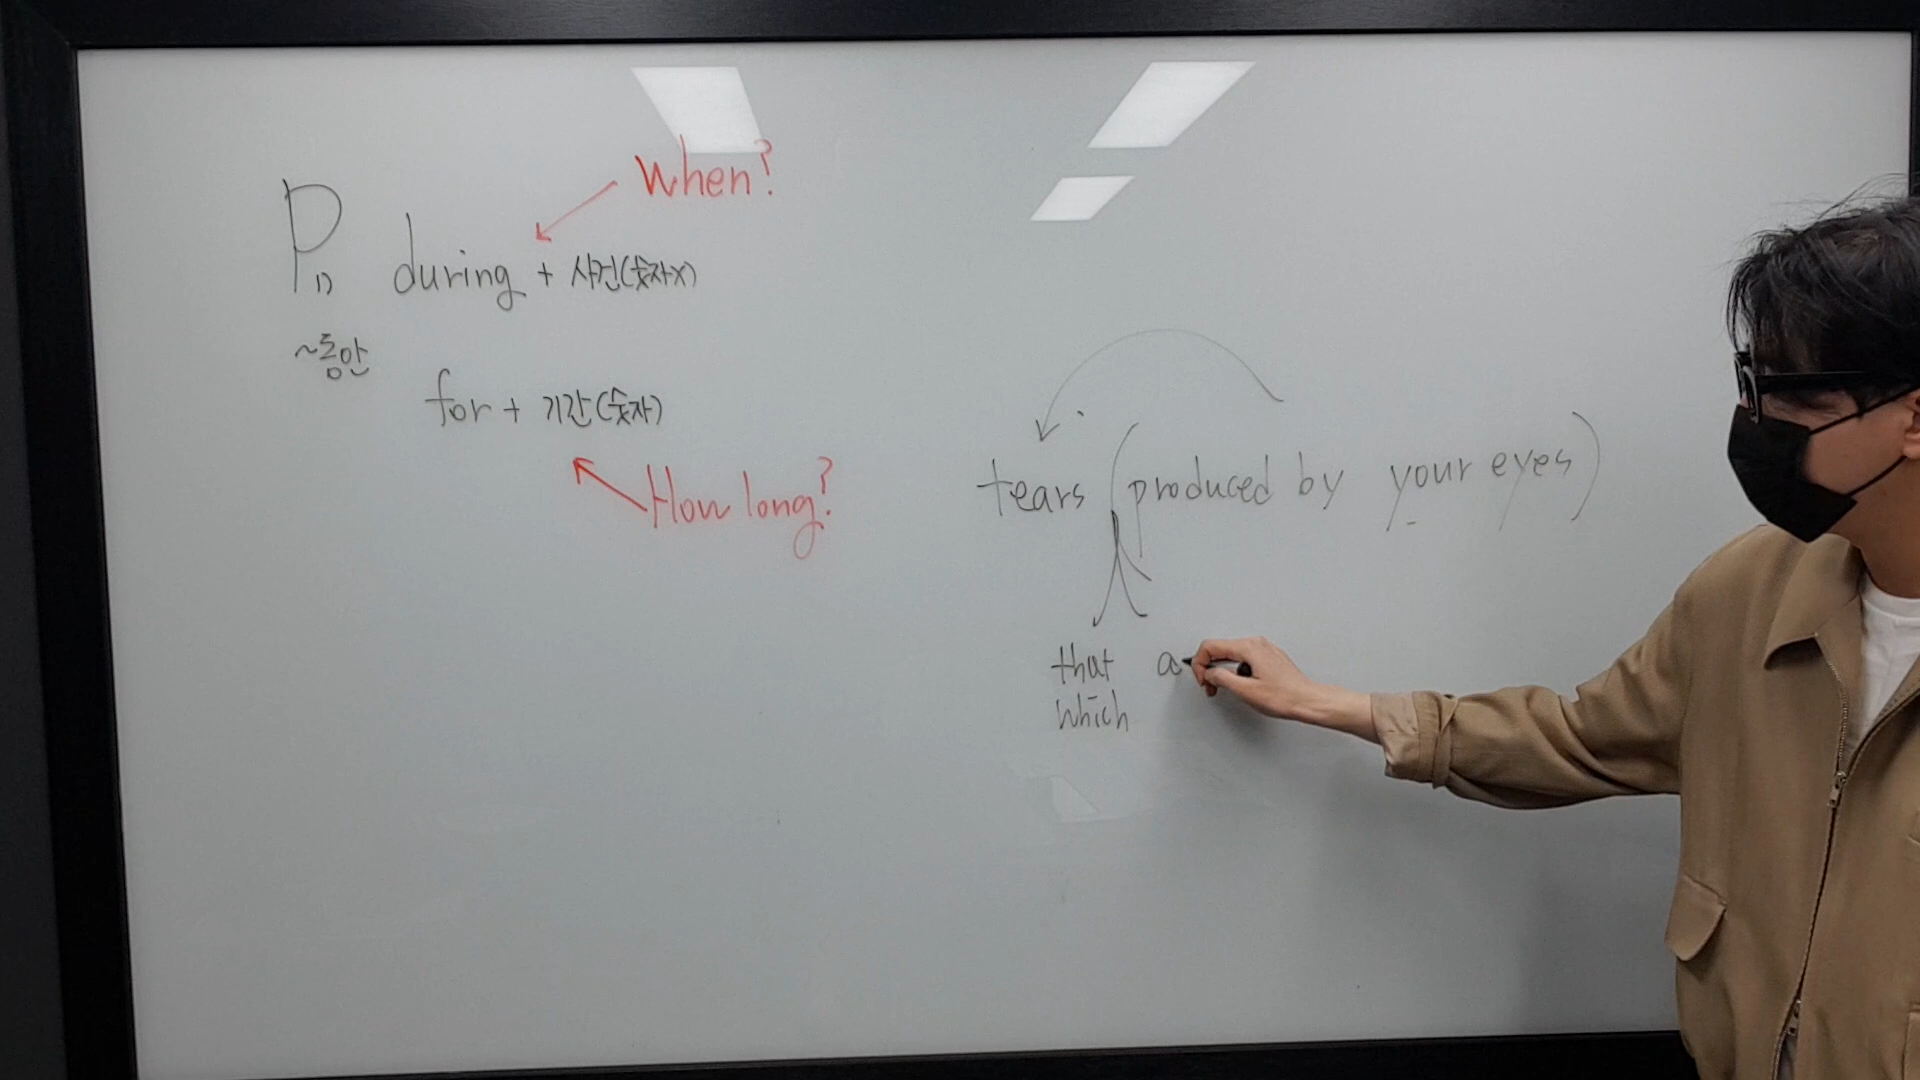 When?
P. 1) during + 사건(숫자X)
~동안
for + 기간(숫자)
How long?
tears (produced by your eyes)
that a
which